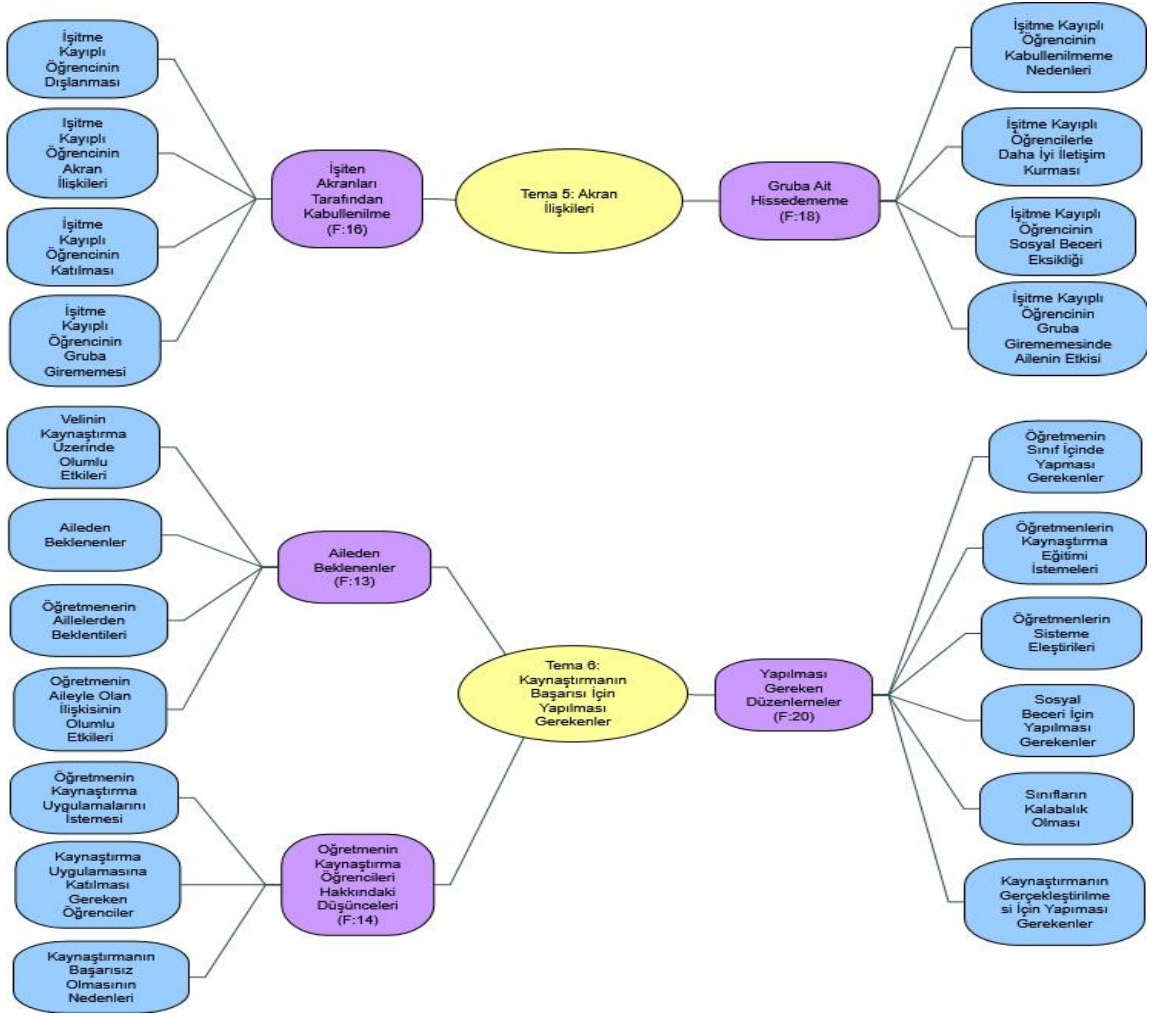 İşitme
Kayıplı
Öğrencinin
Dışlanması
Işitme
Kayıplı
Öğrencinin
Akran
İlişkileri
İşitme
Kayıplı
Öğrencinin
Katılması
İşitme
Kayıplı
Öğrencinin
Gruba
Girememesi
İşiten
Akranları
Tarafından
Kabullenilme
(F:16)
Tema 5: Akran
İlişkileri
Gruba Ait
Hissedememe
(F:18)
İşitme Kayıplı
Öğrencinin
Kabullenilmeme
Nedenleri
İşitme Kayıplı
Öğrencilerle
Daha İyi İletişim
Kurması
İşitme Kayıplı
Öğrencinin
Sosyal Beceri
Eksikliği
İşitme Kayıplı
Öğrencinin
Gruba
Girememesinde
Ailenin Etkisi
Velinin
Kaynaştırma
Üzerinde
Olumlu
Etkileri
Aileden
Beklenenler
Öğretmenerin
Aillelerden
Beklentileri
Oğretmenin
Aileyle Olan
İlişkisinin
Olumlu
Etkileri
Öğretmenin
Kaynaştırma
Uygulamalarını
İstemesi
Kaynaştırma
Uygulamasına
Katılması
Gereken
Öğrenciler
Kaynaştırmanın
Başarısız
Olmasının
Nedenleri
Aileden
Beklenenler
(F:13)
Oğretmenin
Kaynaştırma
Öğrencileri
Hakkındaki
Düşünceleri
(F:14)
Tema 6:
Kaynaştırmanın
Başarısı İçin
Yapılması
Gerekenler
Yapılması
Gereken
Düzenlemeler
(F:20)
Öğretmenin
Sınıf İçinde
Yapması
Gerekenler
Öğretmenlerin
Kaynaştırma
Eğitimi
İstemeleri
Öğretmenlerin
Sisteme
Eleştirileri
Sosyal
Beceri İçin
Yapılması
Gerekenler
Sınıfların
Kalabalık
Olması
Kaynaştırmanın
Gerçekleştirilme
si İçin Yapıması
Gerekenler